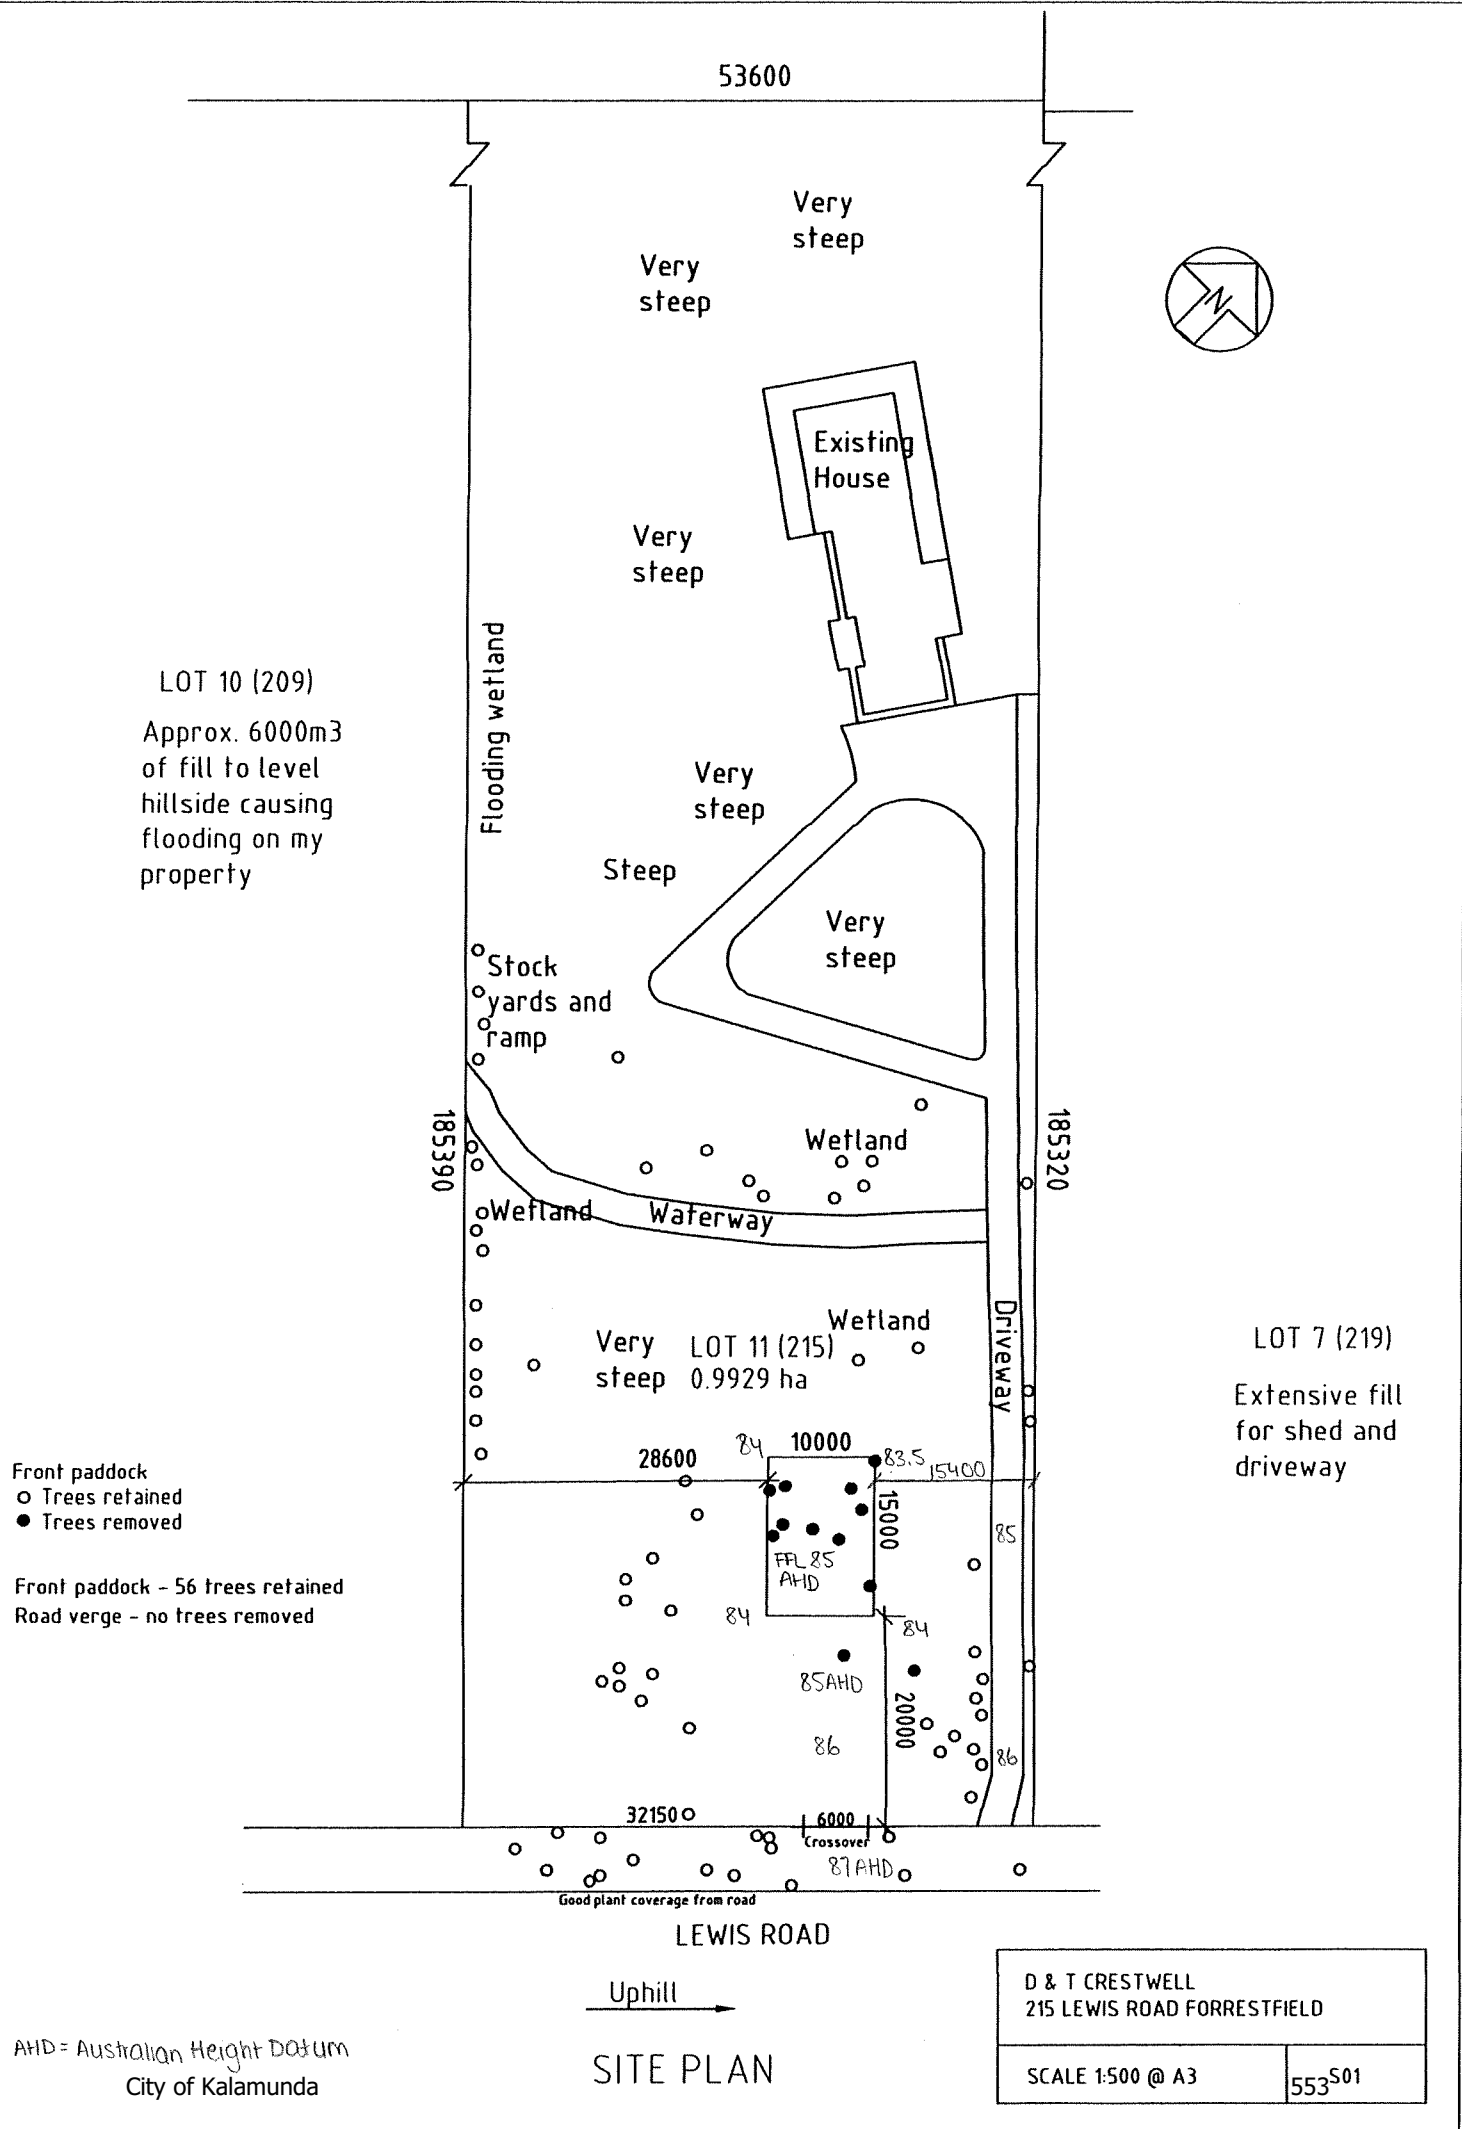 53600
Very
steep
Very
steep
N
Existing
House
Very
steep
Flooding wetland
LOT 10 (209)
Approx. 6000m3
of fill to level
hillside causing
flooding on my
property
Very
steep
Steep
Very
steep
Stock
yards and
ramp
185390
185320
Wetland
Wetland
Waterway
Driveway
Wetland
Very
steep
LOT 11 (215)
0.9929 ha
LOT 7 (219)
Extensive fill
for shed and
driveway
84
10000
83.5
28600
15400
15000
85
Front paddock
Trees retained
Trees removed
FFL 85
AHD
Front paddock - 56 trees retained
Road verge - no trees removed
84
84
85AHD
20000
86
86
32150
6000
Crossover
87 AHD
Good plant coverage from road
LEWIS ROAD
Uphill
SITE PLAN
D & T CRESTWELL
215 LEWIS ROAD FORRESTFIELD
SCALE 1:500 @ A3
553S01
AHD = Australian Height Datum
City of Kalamunda